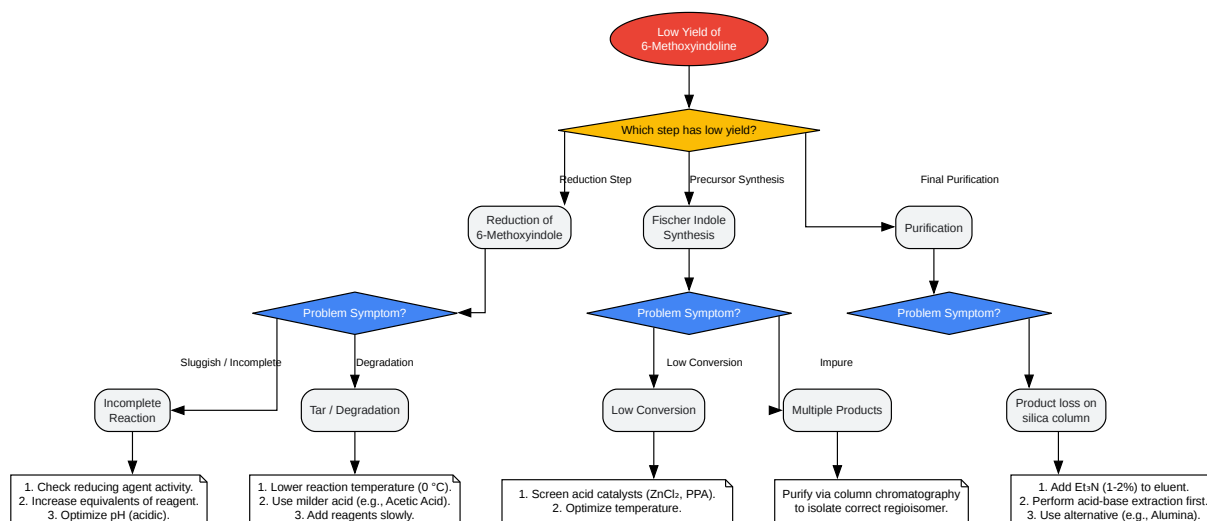 Low Yield of
6-Methoxyindoline
Which step has low yield?
Reduction Step
Precursor Synthesis
Final Purification
Reduction of
6-Methoxyindole
Fischer Indole
Synthesis
Purification
Problem Symptom?
Problem Symptom?
Problem Symptom?
Sluggish / Incomplete
Degradation
Low Conversion
Impure
Incomplete
Reaction
Tar / Degradation
Low Conversion
Multiple Products
Product loss on
silica column
1. Check reducing agent activity.
2. Increase equivalents of reagent.
3. Optimize pH (acidic).
1. Lower reaction temperature (0 °C).
2. Use milder acid (e.g., Acetic Acid).
3. Add reagents slowly.
1. Screen acid catalysts (ZnCl₂, PPA).
2. Optimize temperature.
Purify via column chromatography
to isolate correct regioisomer.
1. Add Et₃N (1-2%) to eluent.
2. Perform acid-base extraction first.
3. Use alternative (e.g., Alumina).